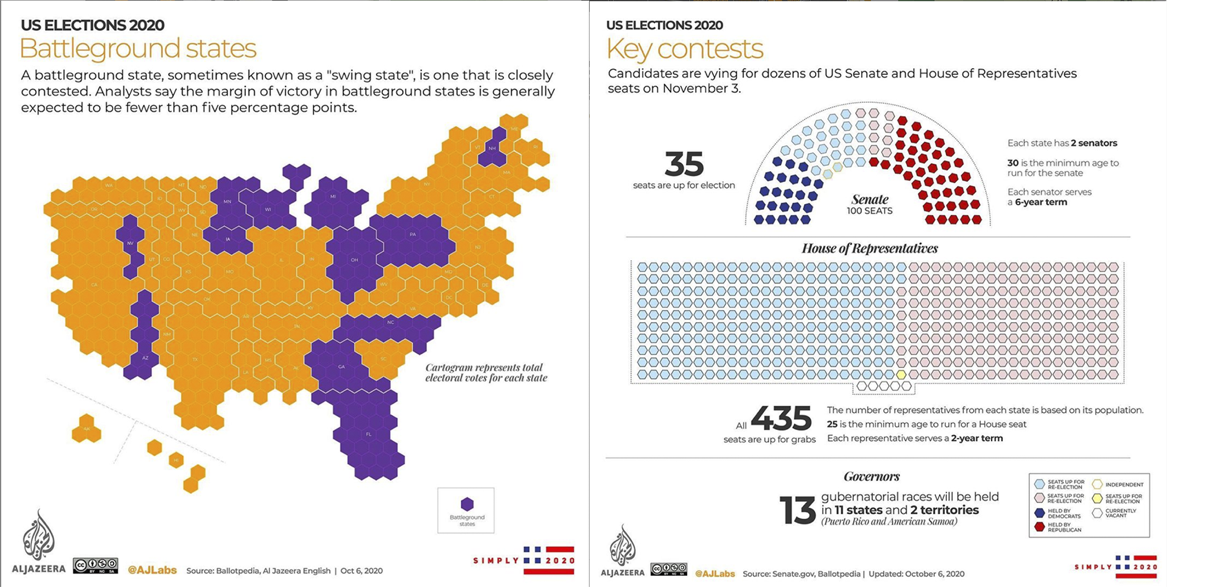 US ELECTIONS 2020
Battleground states
A battleground state, sometimes known as a "swing state", is one that is closely
contested. Analysts say the margin of victory in battleground states is generally
expected to be fewer than five percentage points.
NH
MN
WI
MI
IA
NV
PA
OH
NC
AZ
GA
FL
Cartogram represents total
electoral votes for each state
Battleground
states
ALJAZEERA
@AJLabs
Source: Ballotpedia, Al Jazeera English | Oct 6, 2020
SIMPLY 2020
US ELECTIONS 2020
Key contests
Candidates are vying for dozens of US Senate and House of Representatives
seats on November 3.
35
seats are up for election
Senate
100 SEATS
Each state has 2 senators
30 is the minimum age to
run for the senate
Each senator serves
a 6-year term
House of Representatives
All 435
seats are up for grabs
The number of representatives from each state is based on its population.
25 is the minimum age to run for a House seat
Each representative serves a 2-year term
Governors
13
gubernatorial races will be held
in 11 states and 2 territories
(Puerto Rico and American Samoa)
SEATS UP FOR
RE-ELECTION
SEATS UP FOR
RE-ELECTION
HELD BY
DEMOCRATS
HELD BY
REPUBLICAN
INDEPENDENT
SEATS UP FOR
RE-ELECTION
CURRENTLY
VACANT
ALJAZEERA
@AJLabs
Source: Senate.gov, Ballotpedia | Updated: October 6, 2020
SIMPLY 2020